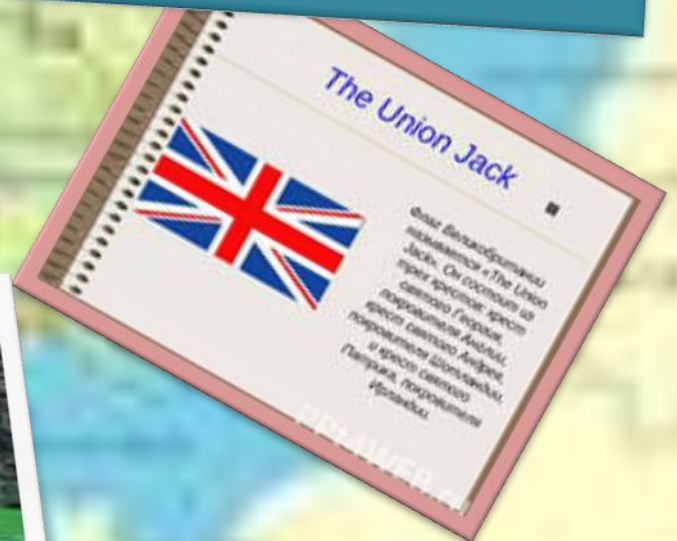 The Union Jack
Флаг Великобритании
называется «The Union
Jack». Он состоит из
трех крестов: крест
святого Георгия,
покровителя Англии,
крест святого Андрея,
покровителя Шотландии,
и крест святого
Патрика, покровителя
Ирландии.